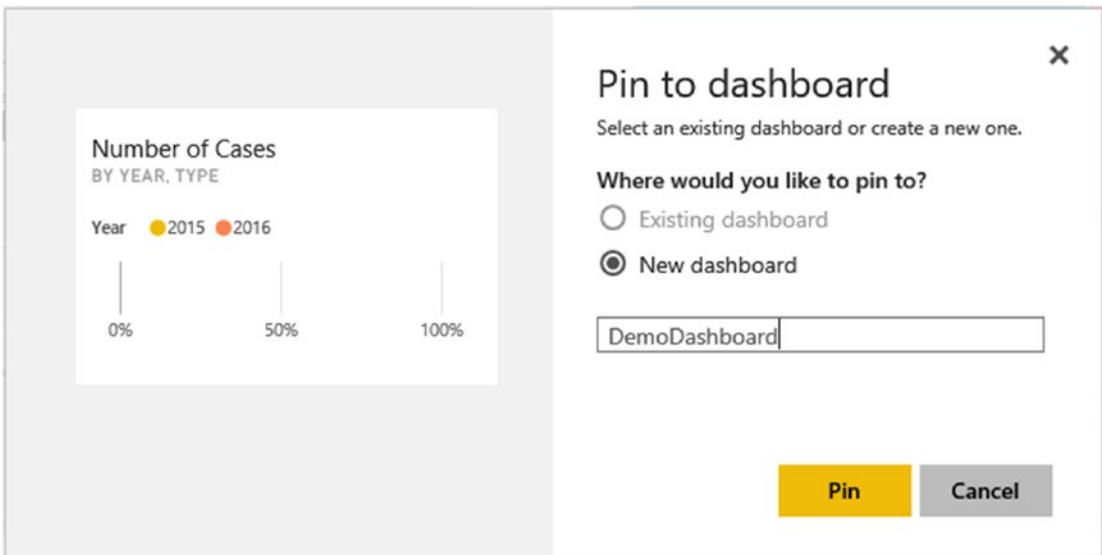 Number of Cases
BY YEAR, TYPE
Year 2015 2016
0% 50% 100%
Pin to dashboard
Select an existing dashboard or create a new one.
Where would you like to pin to?
Existing dashboard
New dashboard
DemoDashboard
Pin Cancel